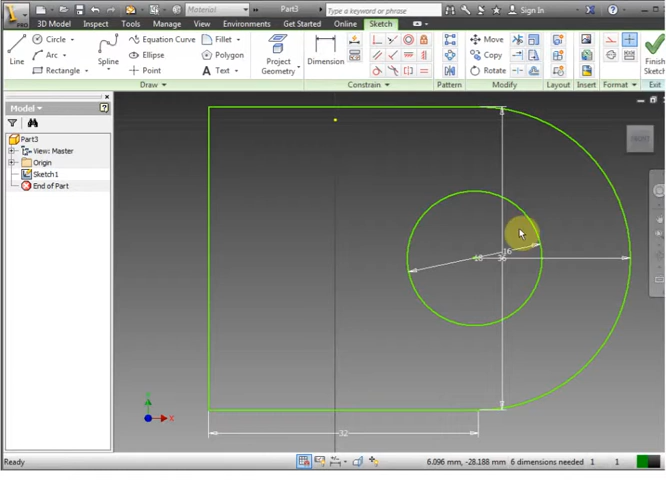 Material
Part3
Type a keyword or phrase.
Sign In
PRO
3D Model Inspect Tools Manage View Environments Get Started Online Sketch
Line
Circle
Arc
Rectangle
Spline
Equation Curve
Ellipse
Point
Fillet
Polygon
Text
Project
Geometry
Dimension
Move
Copy
Rotate
Finish
Sketch
Draw
Constrain
Pattern
Modify
Layout
Insert
Format
Exit
Model
Part3
View: Master
Origin
Sketch1
End of Part
FRONT
16
16
36
32
X
Ready
6.096 mm, -28.188 mm 6 dimensions needed 1 1